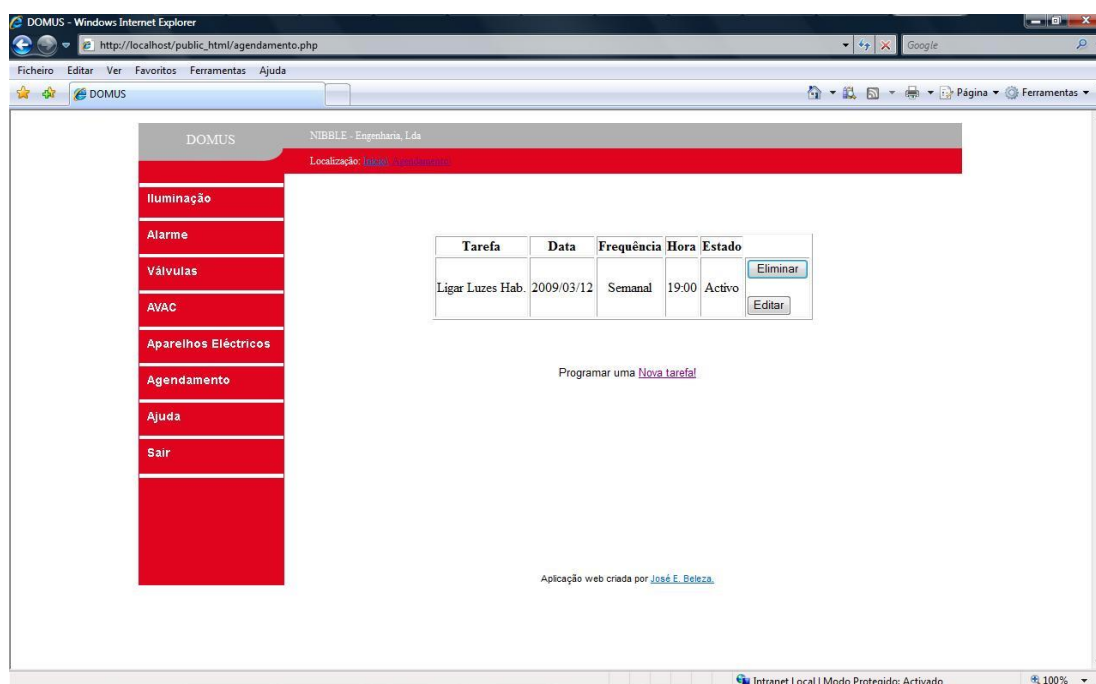 DOMUS - Windows Internet Explorer
http://localhost/public_html/agendamento.php
Google
Ficheiro Editar Ver Favoritos Ferramentas Ajuda
DOMUS
Página
Ferramentas
DOMUS
NIBBLE - Engenharia, Lda
Localização: Início: Agendamento:
Iluminação
Alarme
Válvulas
AVAC
Aparelhos Eléctricos
Agendamento
Ajuda
Sair
Tarefa Data Frequência Hora Estado
Ligar Luzes Hab. 2009/03/12 Semanal 19:00 Activo
Eliminar
Editar
Programar uma Nova tarefa!
Aplicação web criada por José E. Beleza.
Intranet Local | Modo Protegido: Activado
100%